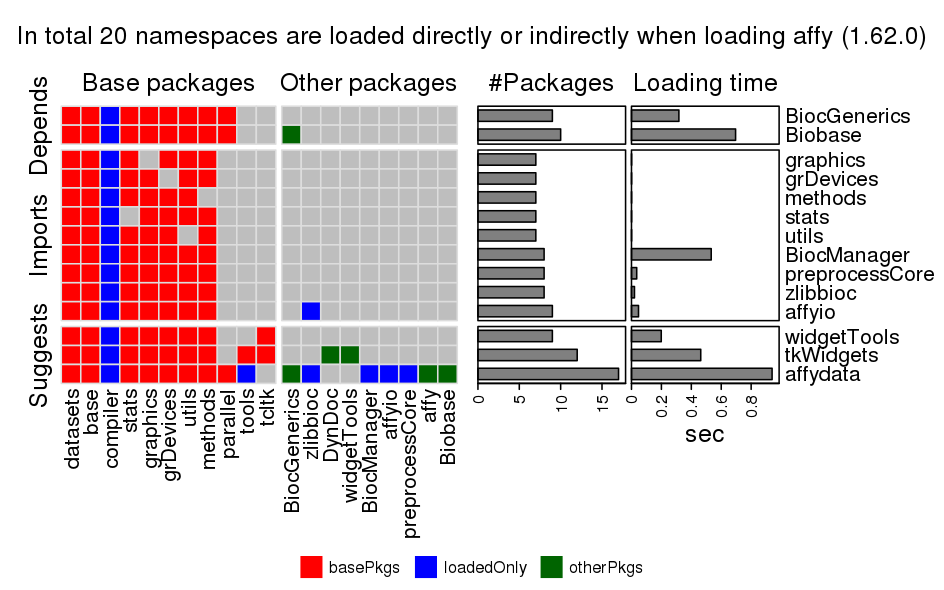 In total 20 namespaces are loaded directly or indirectly when loading affy (1.62.0)
Base packages
Other packages
#Packages
Loading time
Depends
Imports
Suggests
BiocGenerics
Biobase
graphics
grDevices
methods
stats
utils
BiocManager
preprocessCore
zlibbioc
affyio
widgetTools
tkWidgets
affydata
datasets
base
compiler
stats
graphics
grDevices
utils
methods
parallel
tools
tcltk
BiocGenerics
zlibbioc
DynDoc
widgetTools
BiocManager
affyio
preprocessCore
affy
Biobase
0 5 10 15
0 0.2 0.4 0.6 0.8
sec
basePkgs loadedOnly otherPkgs